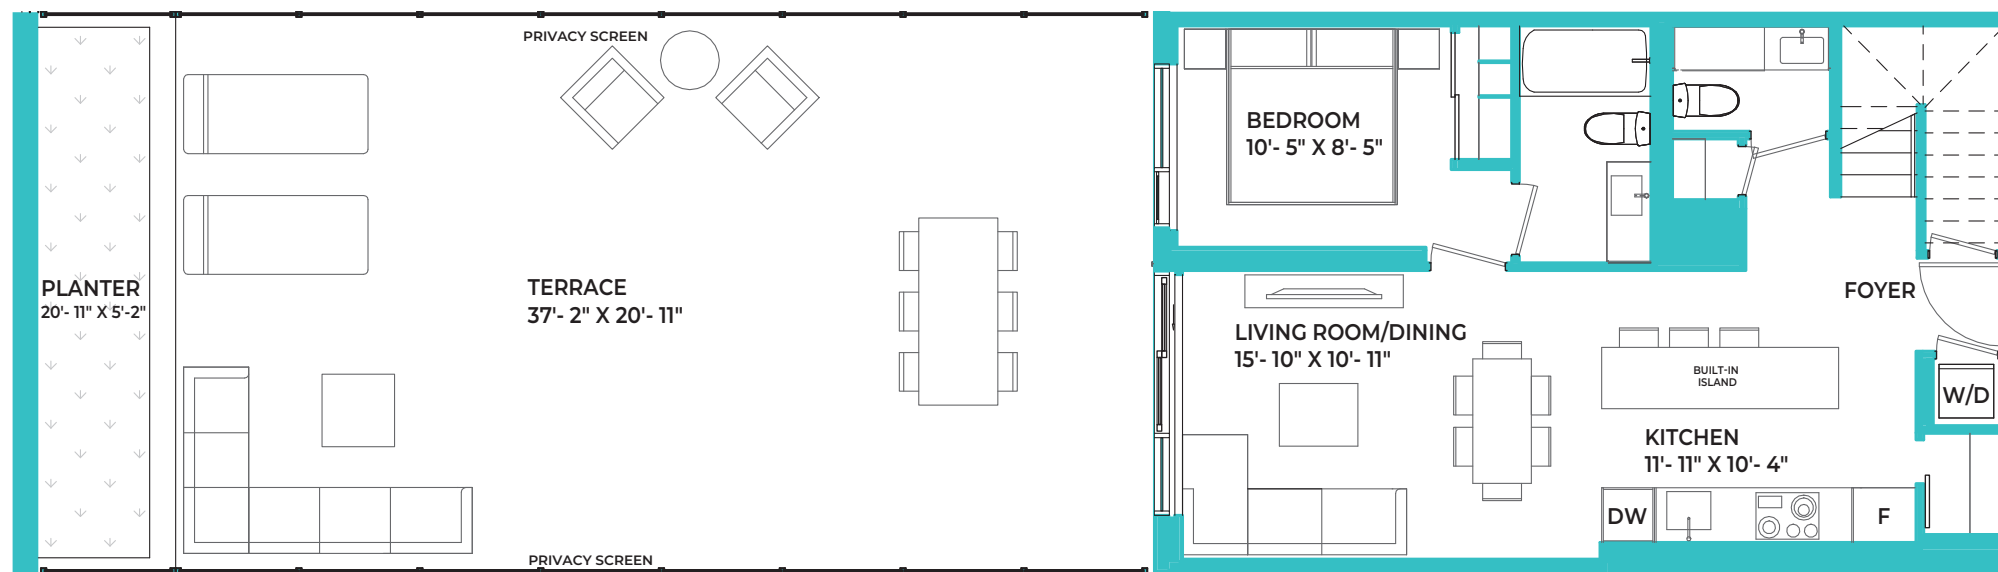 PRIVACY SCREEN
PLANTER
20'- 11" X 5'-2"
TERRACE
37'- 2" X 20'- 11"
PRIVACY SCREEN
BEDROOM
10'- 5" X 8'- 5"
LIVING ROOM/DINING
15'- 10" X 10'- 11"
FOYER
BUILT-IN
ISLAND
W/D
KITCHEN
11'- 11" X 10'- 4"
DW
F